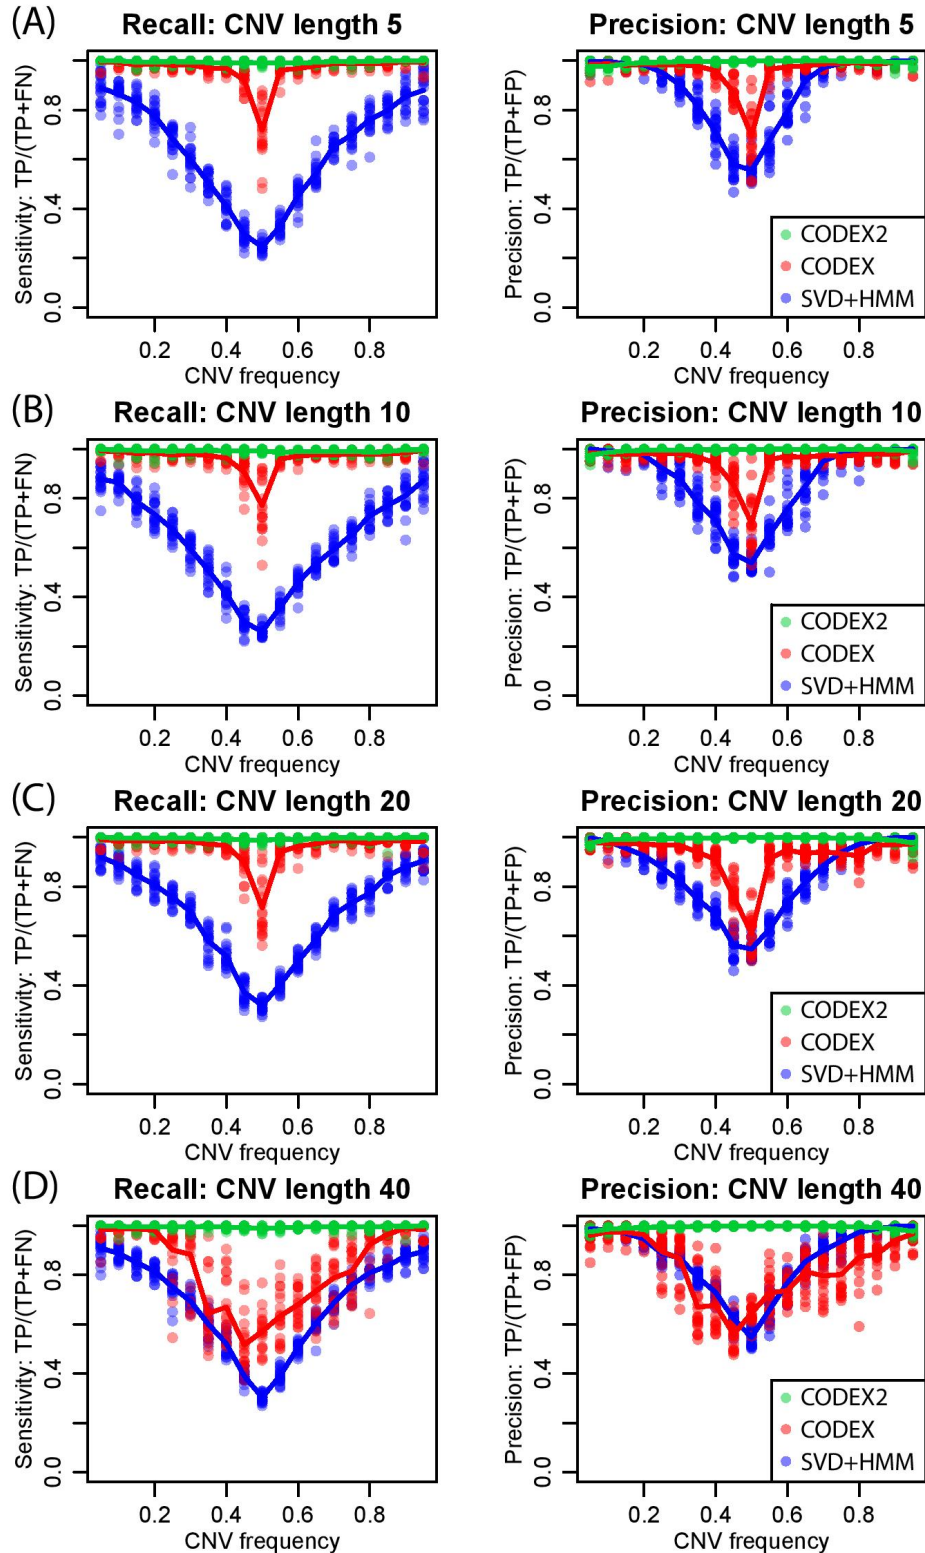 (A)
Recall: CNV length 5
Precision: CNV length 5
Sensitivity: TP/(TP+FN)
0.0 0.4 0.8
0.2 0.4 0.6 0.8
CNV frequency
Precision: TP/(TP+FP)
0.0 0.4 0.8
CODEX2
CODEX
SVD+HMM
0.2 0.4 0.6 0.8
CNV frequency
(B)
Recall: CNV length 10
Precision: CNV length 10
Sensitivity: TP/(TP+FN)
0.0 0.4 0.8
0.2 0.4 0.6 0.8
CNV frequency
Precision: TP/(TP+FP)
0.0 0.4 0.8
CODEX2
CODEX
SVD+HMM
0.2 0.4 0.6 0.8
CNV frequency
(C)
Recall: CNV length 20
Precision: CNV length 20
Sensitivity: TP/(TP+FN)
0.0 0.4 0.8
0.2 0.4 0.6 0.8
CNV frequency
Precision: TP/(TP+FP)
0.0 0.4 0.8
CODEX2
CODEX
SVD+HMM
0.2 0.4 0.6 0.8
CNV frequency
(D)
Recall: CNV length 40
Precision: CNV length 40
Sensitivity: TP/(TP+FN)
0.0 0.4 0.8
0.2 0.4 0.6 0.8
CNV frequency
Precision: TP/(TP+FP)
0.0 0.4 0.8
CODEX2
CODEX
SVD+HMM
0.2 0.4 0.6 0.8
CNV frequency